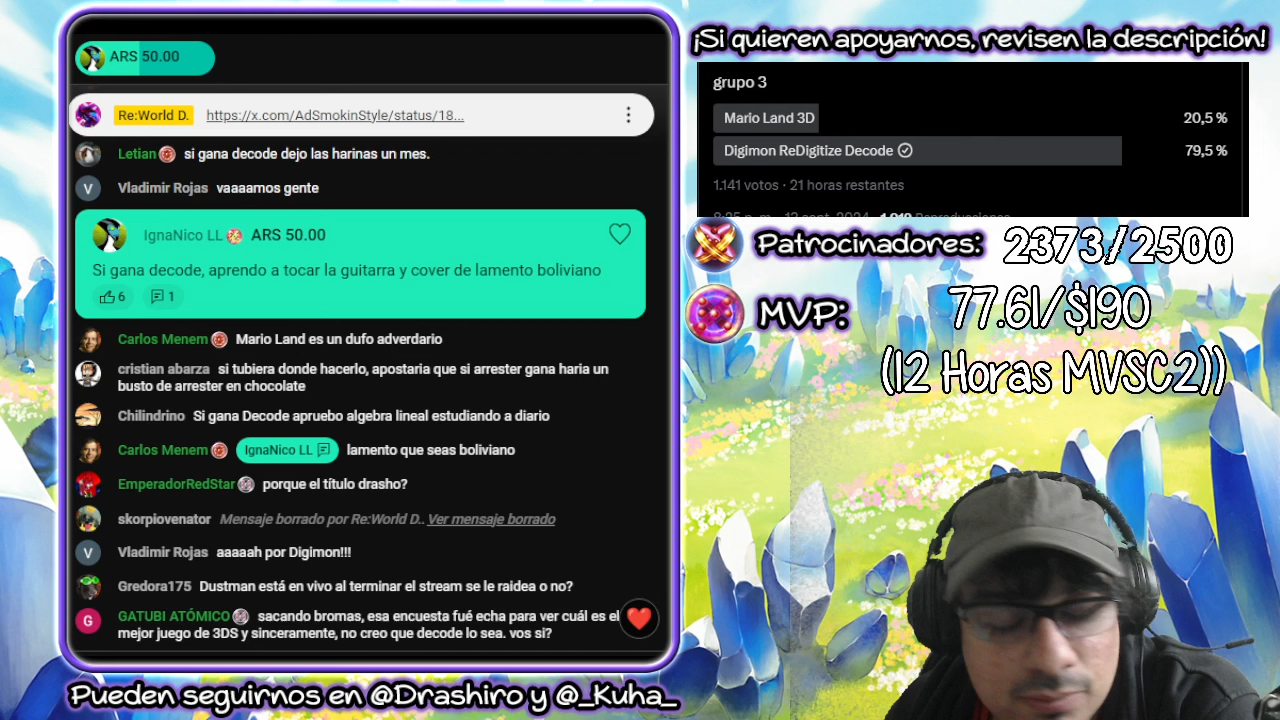 ¡Si quieren apoyarnos, revisen la descripción!
ARS 50.00
Re:World D. https://x.com/AdSmokinStyle/status/18...
Letian si gana decode dejo las harinas un mes.
V Vladimir Rojas vaaaamos gente
IgnaNico LL ARS 50.00
Si gana decode, aprendo a tocar la guitarra y cover de lamento boliviano
6 1
Carlos Menem Mario Land es un dufo adverdario
cristian abarza si tubiera donde hacerlo, apostaria que si arrester gana haria un
busto de arrester en chocolate
Chilindrino Si gana Decode apruebo algebra lineal estudiando a diario
Carlos Menem IgnaNico LL lamento que seas boliviano
EmperadorRedStar porque el título drasho?
skorpiovenator Mensaje borrado por Re:World D.. Ver mensaje borrado
V Vladimir Rojas aaaaah por Digimon!!!
Gredora175 Dustman está en vivo al terminar el stream se le raidea o no?
G GATUBI ATÓMICO sacando bromas, esa encuesta fué echa para ver cuál es el
mejor juego de 3DS y sinceramente, no creo que decode lo sea. vos si?
Pueden seguirnos en @Drashiro y @_Kuha_
grupo 3
Mario Land 3D 20,5 %
Digimon ReDigitize Decode 79,5 %
1.141 votos · 21 horas restantes
Patrocinadores: 2373/2500
MVP: 77.61/$190
(12 Horas MVSC2))